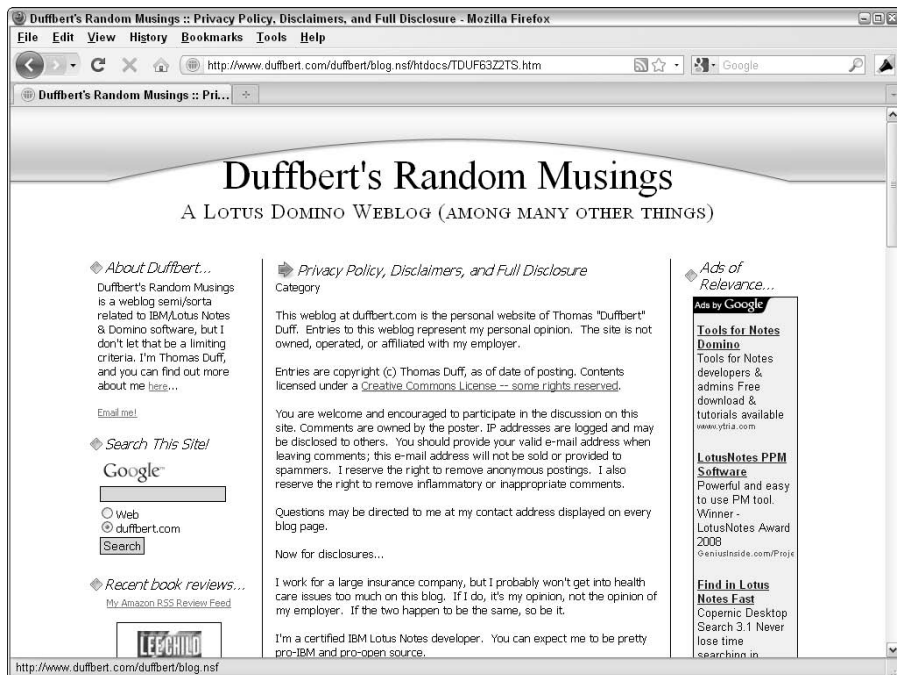 Duffbert's Random Musings :: Privacy Policy, Disclaimers, and Full Disclosure - Mozilla Firefox
File Edit View History Bookmarks Tools Help
http://www.duffbert.com/duffbert/blog.nsf/htdocs/TDUF63Z2TS.htm
Google
Duffbert's Random Musings :: Pri...
Duffbert's Random Musings
A Lotus Domino Weblog (among many other things)
About Duffbert...
Duffbert's Random Musings
is a weblog semi/sorta
related to IBM/Lotus Notes
& Domino software, but I
don't let that be a limiting
criteria. I'm Thomas Duff,
and you can find out more
about me here...
Email me!
Search This Site!
Google™
Web
duffbert.com
Search
Recent book reviews...
My Amazon RSS Review Feed
LEE CHILD
Privacy Policy, Disclaimers, and Full Disclosure
Category
This weblog at duffbert.com is the personal website of Thomas "Duffbert"
Duff. Entries to this weblog represent my personal opinion. The site is not
owned, operated, or affiliated with my employer.
Entries are copyright (c) Thomas Duff, as of date of posting. Contents
licensed under a Creative Commons License -- some rights reserved.
You are welcome and encouraged to participate in the discussion on this
site. Comments are owned by the poster. IP addresses are logged and may
be disclosed to others. You should provide your valid e-mail address when
leaving comments; this e-mail address will not be sold or provided to
spammers. I reserve the right to remove anonymous postings. I also
reserve the right to remove inflammatory or inappropriate comments.
Questions may be directed to me at my contact address displayed on every
blog page.
Now for disclosures...
I work for a large insurance company, but I probably won't get into health
care issues too much on this blog. If I do, it's my opinion, not the opinion of
my employer. If the two happen to be the same, so be it.
I'm a certified IBM Lotus Notes developer. You can expect me to be pretty
pro-IBM and pro-open source.
Ads of
Relevance...
Ads by Google
Tools for Notes
Domino
Tools for Notes
developers &
admins Free
download &
tutorials available
www.ytria.com
LotusNotes PPM
Software
Powerful and easy
to use PM tool.
Winner -
LotusNotes Award
2008
GeniusInside.com/Proje
Find in Lotus
Notes Fast
Copernic Desktop
Search 3.1 Never
lose time
searching in
http://www.duffbert.com/duffbert/blog.nsf